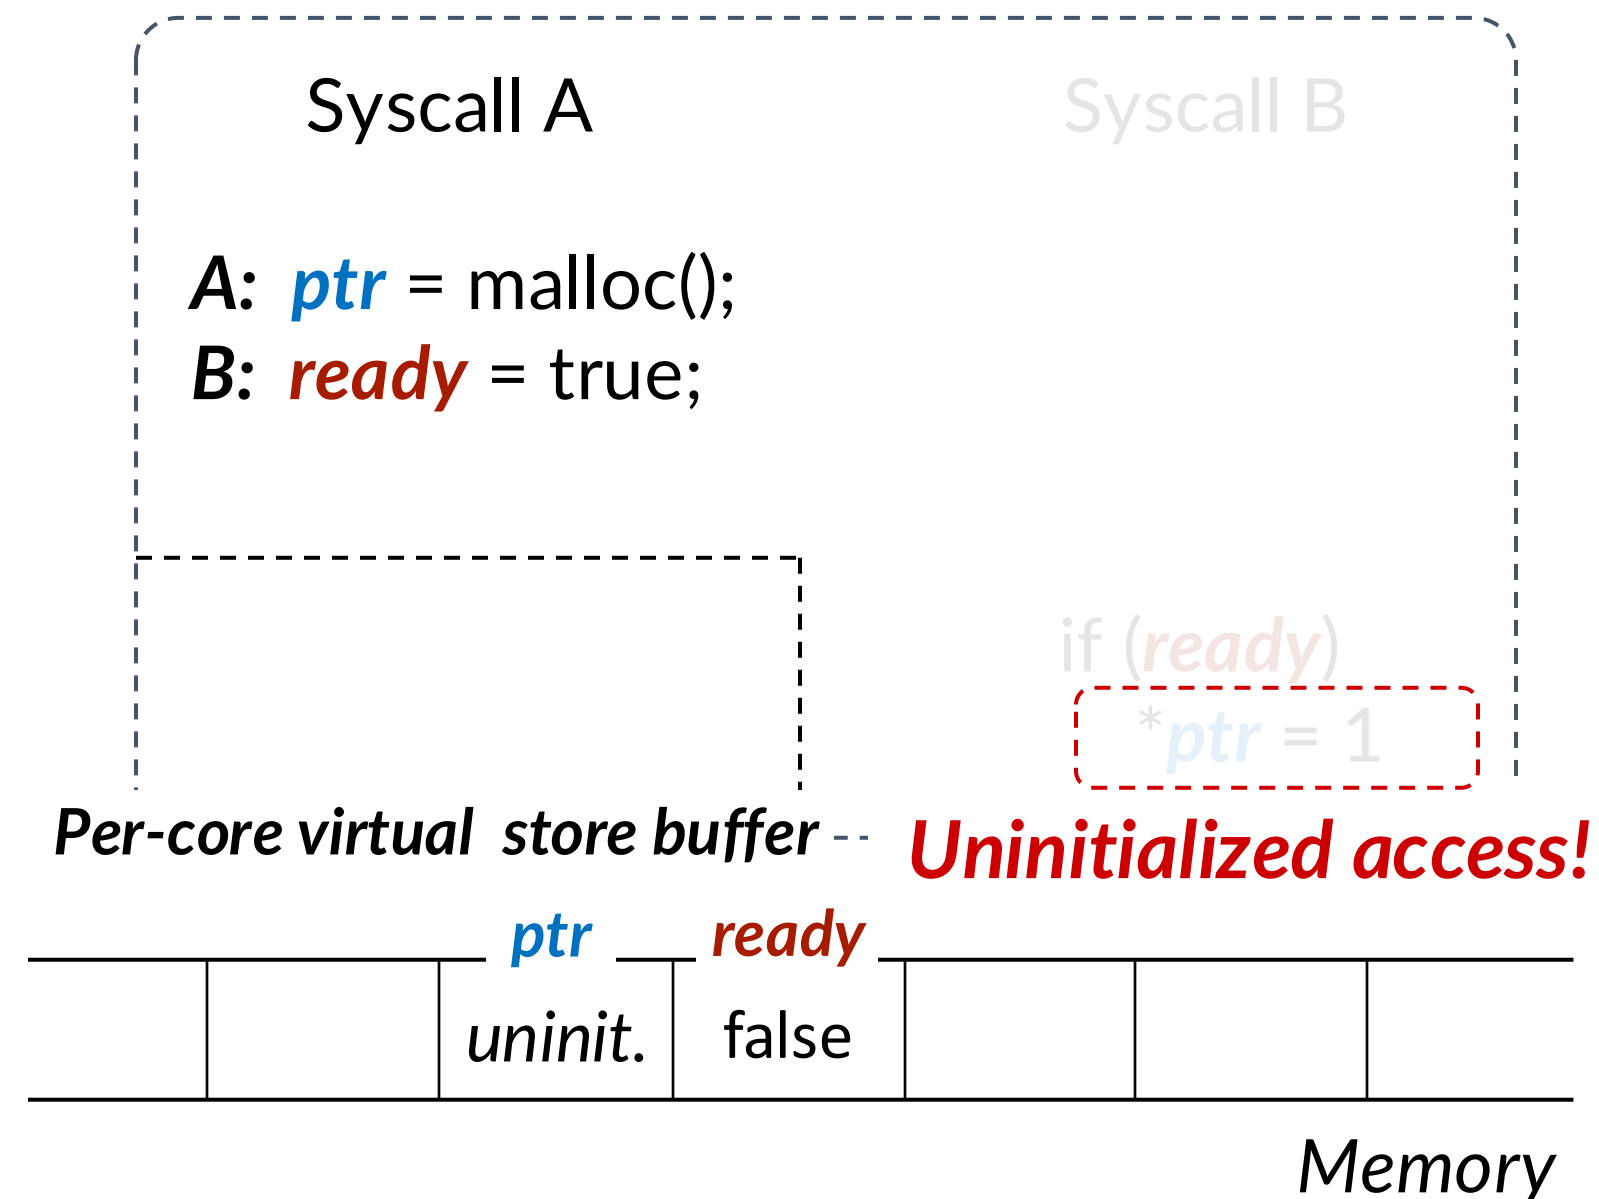 Syscall A
Syscall B
A: ptr = malloc();
B: ready = true;
if (ready)
*ptr = 1
Per-core virtual store buffer
Uninitialized access!
ptr
ready
uninit.
false
Memory